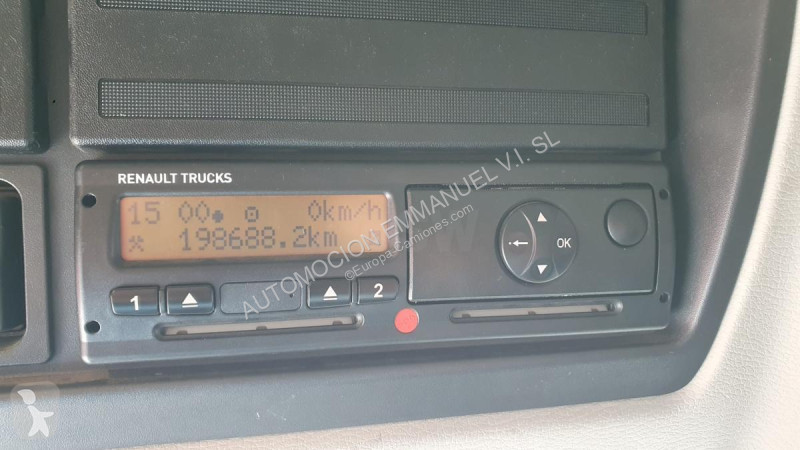 RENAULT TRUCKS
15 00 0km/h
198688.2km
1 2
OK
AUTOMOCION EMMANUEL V.I. SL
©Europa-Camiones.com